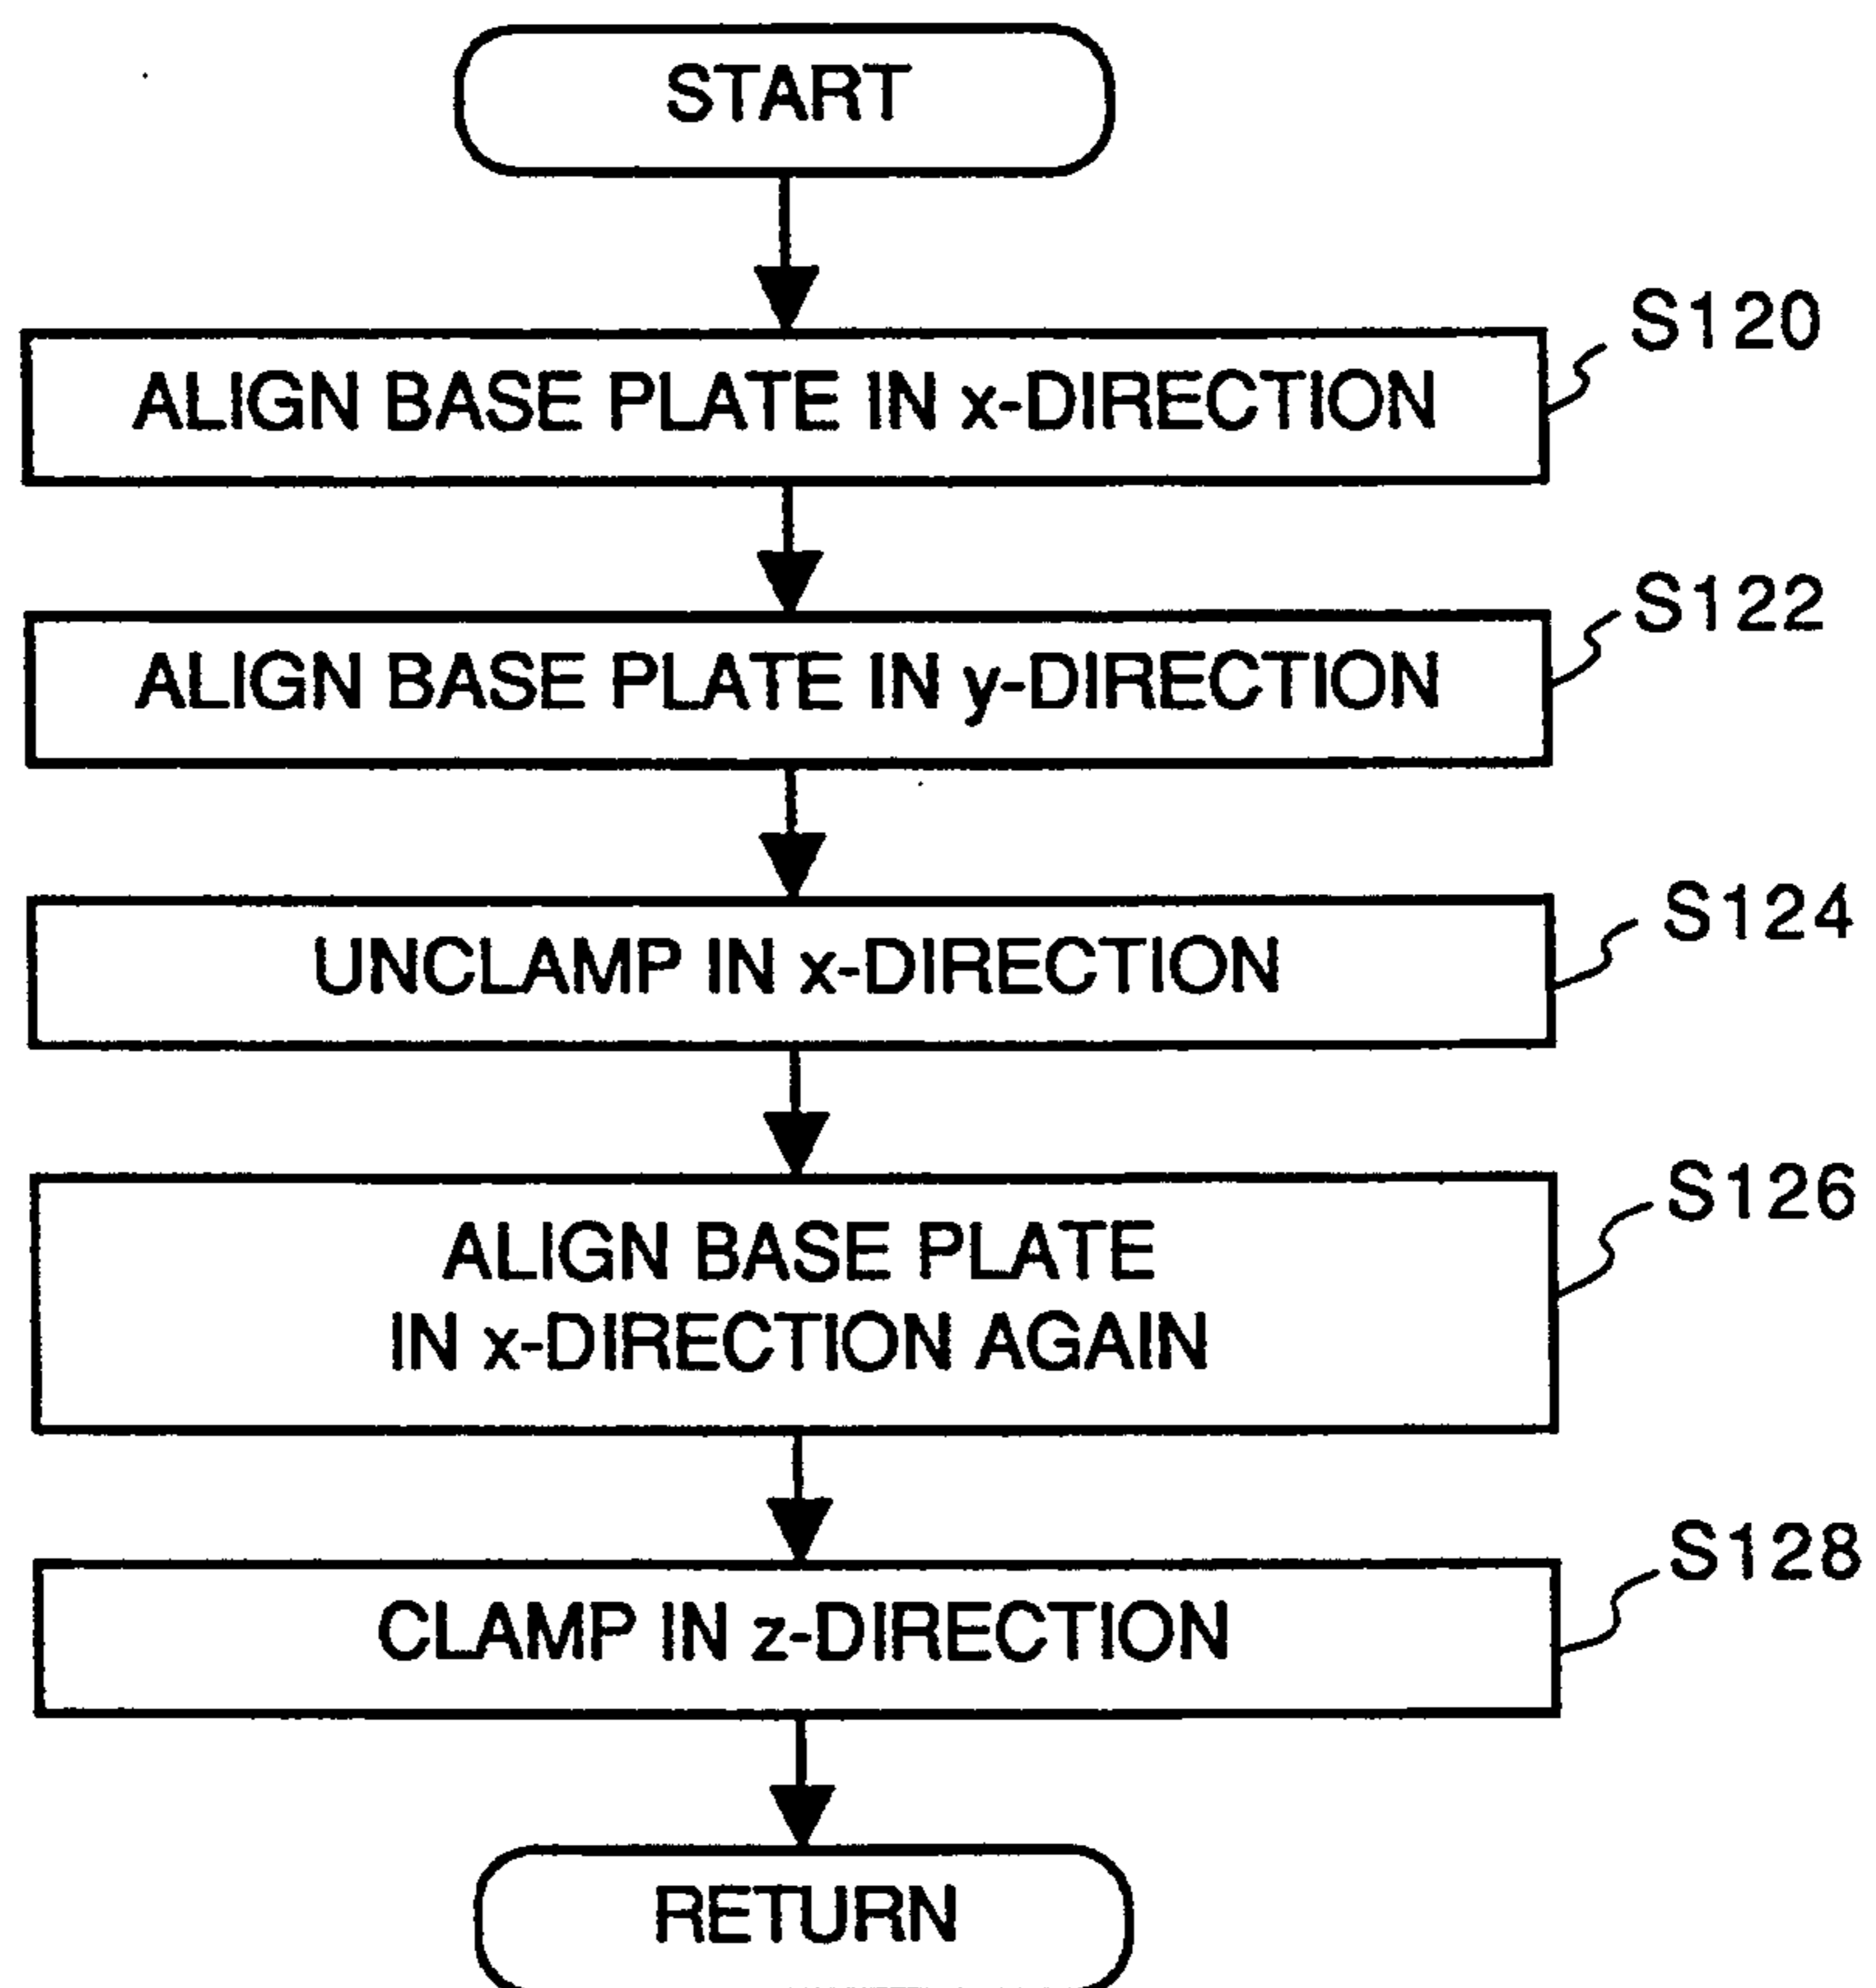 START
S120
ALIGN BASE PLATE IN x-DIRECTION
S122
ALIGN BASE PLATE IN y-DIRECTION
S124
UNCLAMP IN x-DIRECTION
S126
ALIGN BASE PLATE
IN x-DIRECTION AGAIN
S128
CLAMP IN z-DIRECTION
RETURN